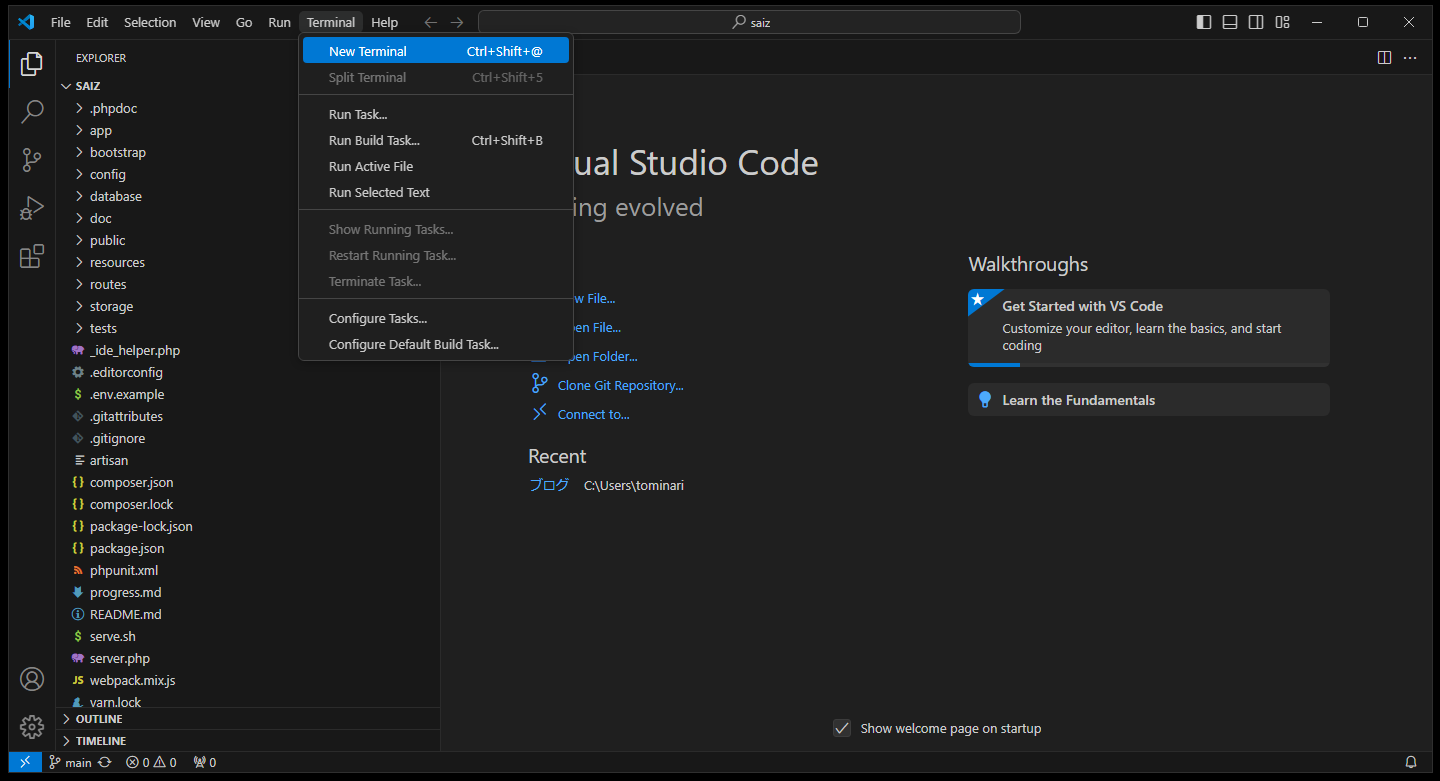 File Edit Selection View Go Run Terminal Help
saiz
EXPLORER
SAIZ
.phpdoc
app
bootstrap
config
database
doc
public
resources
routes
storage
tests
_ide_helper.php
.editorconfig
.env.example
.gitattributes
.gitignore
artisan
composer.json
composer.lock
package-lock.json
package.json
phpunit.xml
progress.md
README.md
serve.sh
server.php
webpack.mix.js
yarn.lock
OUTLINE
TIMELINE
New Terminal Ctrl+Shift+@
Split Terminal Ctrl+Shift+5
Run Task...
Run Build Task... Ctrl+Shift+B
Run Active File
Run Selected Text
Show Running Tasks...
Restart Running Task...
Terminate Task...
Configure Tasks...
Configure Default Build Task...
ual Studio Code
ing evolved
w File...
pen File...
pen Folder...
Clone Git Repository...
Connect to...
Recent
ブログ C:\Users\tominari
Walkthroughs
Get Started with VS Code
Customize your editor, learn the basics, and start
coding
Learn the Fundamentals
Show welcome page on startup
main 0 0 0